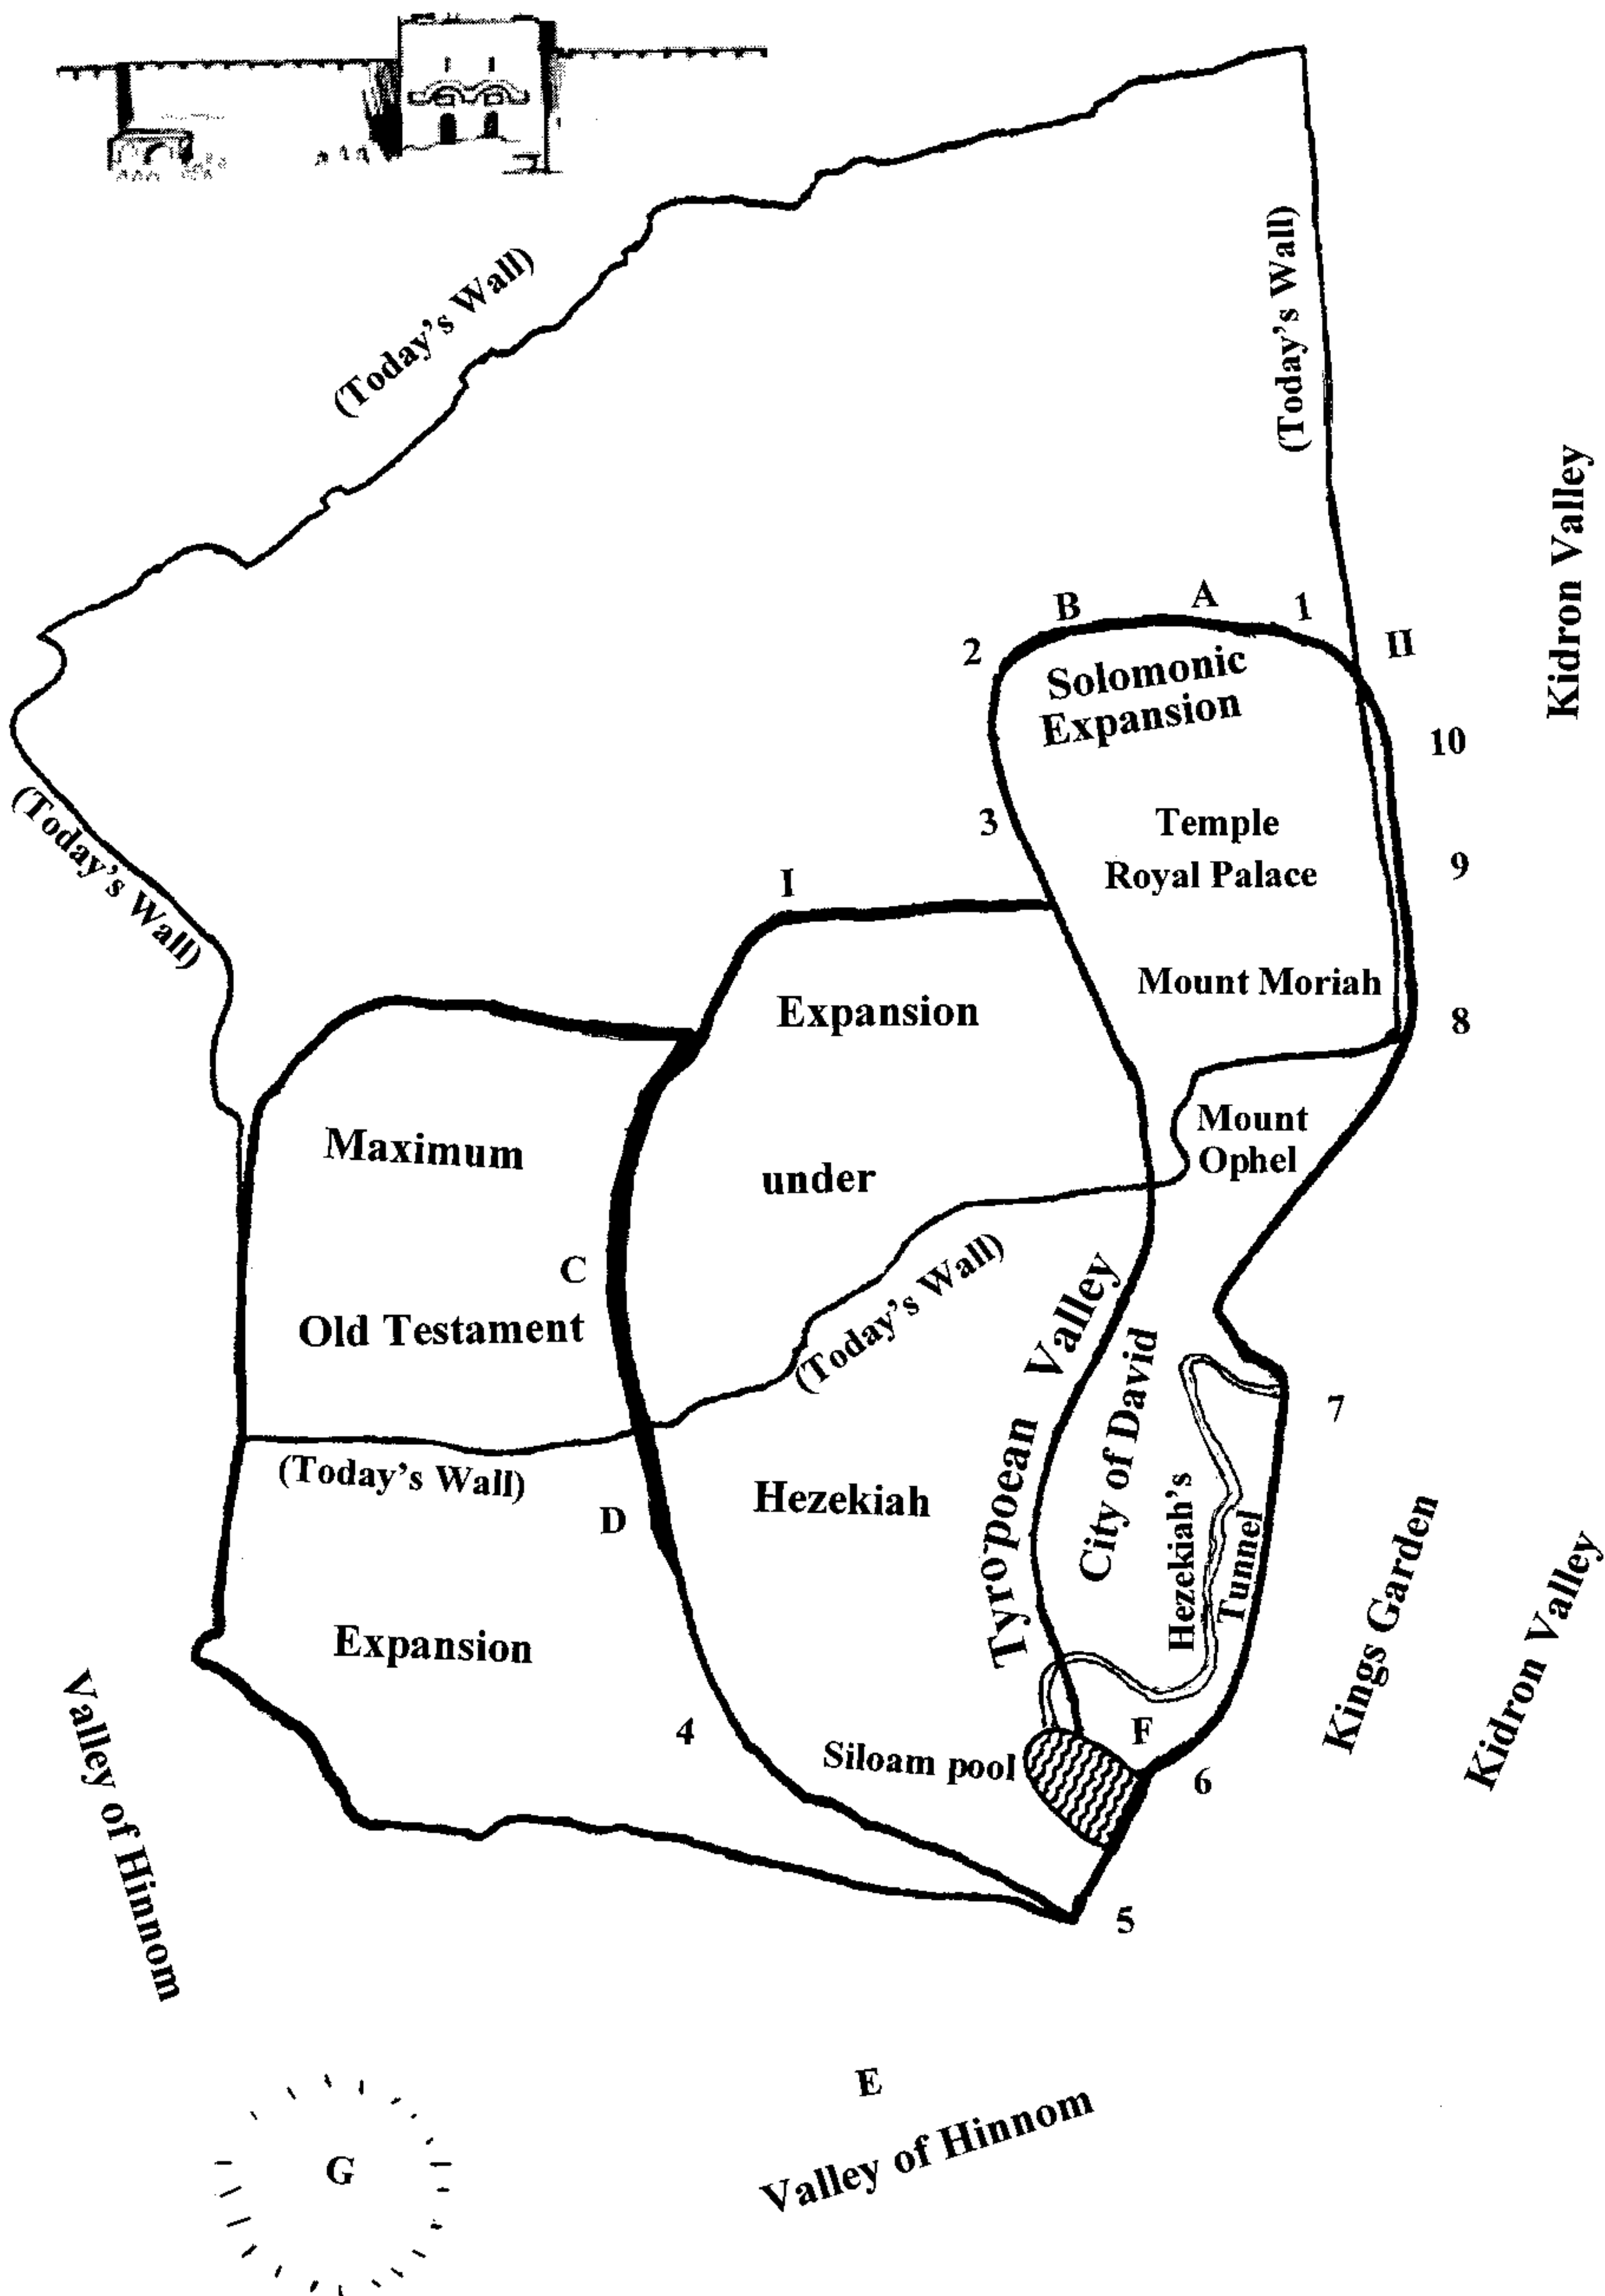 (Today's Wall)
(Today's Wall)
Kidron Valley
B
A
1
2
II
Solomonic
Expansion
10
(Today's Wall)
3
Temple
Royal Palace
9
I
Mount Moriah
Expansion
8
Maximum
under
Mount
Ophel
C
Old Testament
(Today's Wall)
Tyropoean Valley
City of David
7
(Today's Wall)
Hezekiah
D
Hezekiah's
Tunnel
Kings Garden
Kidron Valley
Expansion
Valley of Hinnom
4
Siloam pool
F
6
5
E
Valley of Hinnom
G